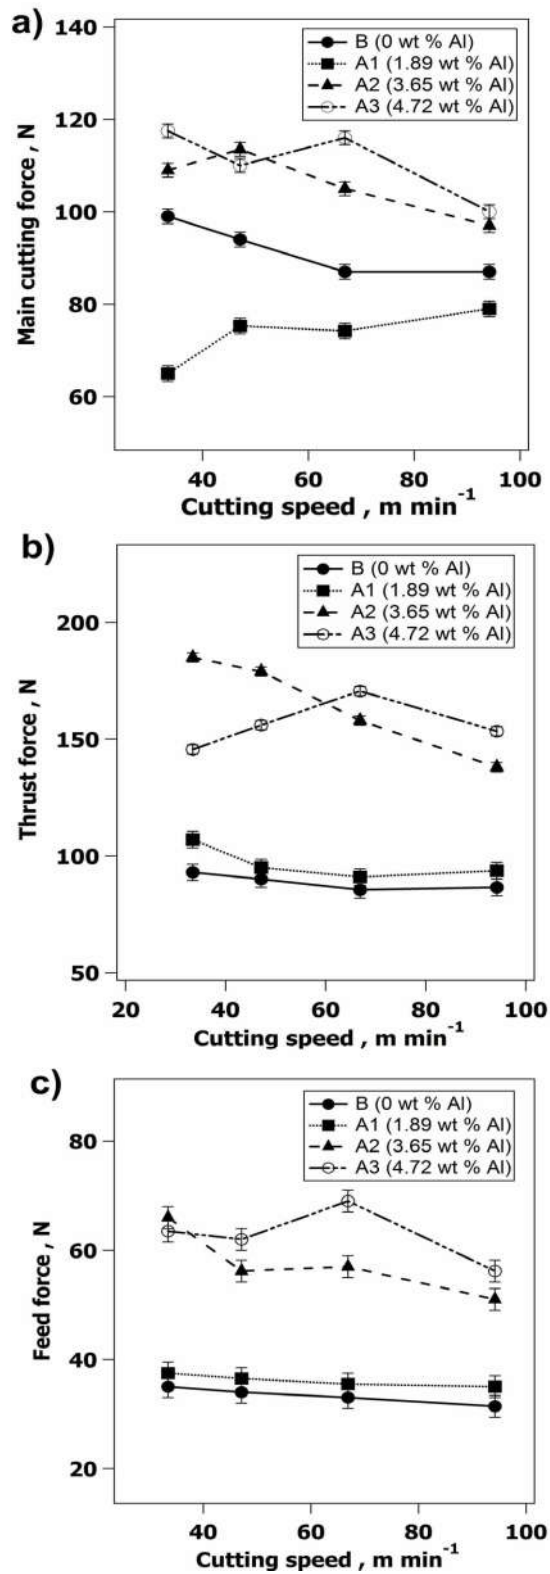 a)
140
120
100
80
60
Main cutting force , N
B (0 wt % Al)
A1 (1.89 wt % Al)
A2 (3.65 wt % Al)
A3 (4.72 wt % Al)
40 60 80 100
Cutting speed , m min⁻¹
b)
200
150
100
50
Thrust force , N
B (0 wt % Al)
A1 (1.89 wt % Al)
A2 (3.65 wt % Al)
A3 (4.72 wt % Al)
20 40 60 80 100
Cutting speed , m min⁻¹
c)
80
60
40
20
Feed force , N
B (0 wt % Al)
A1 (1.89 wt % Al)
A2 (3.65 wt % Al)
A3 (4.72 wt % Al)
40 60 80 100
Cutting speed , m min⁻¹